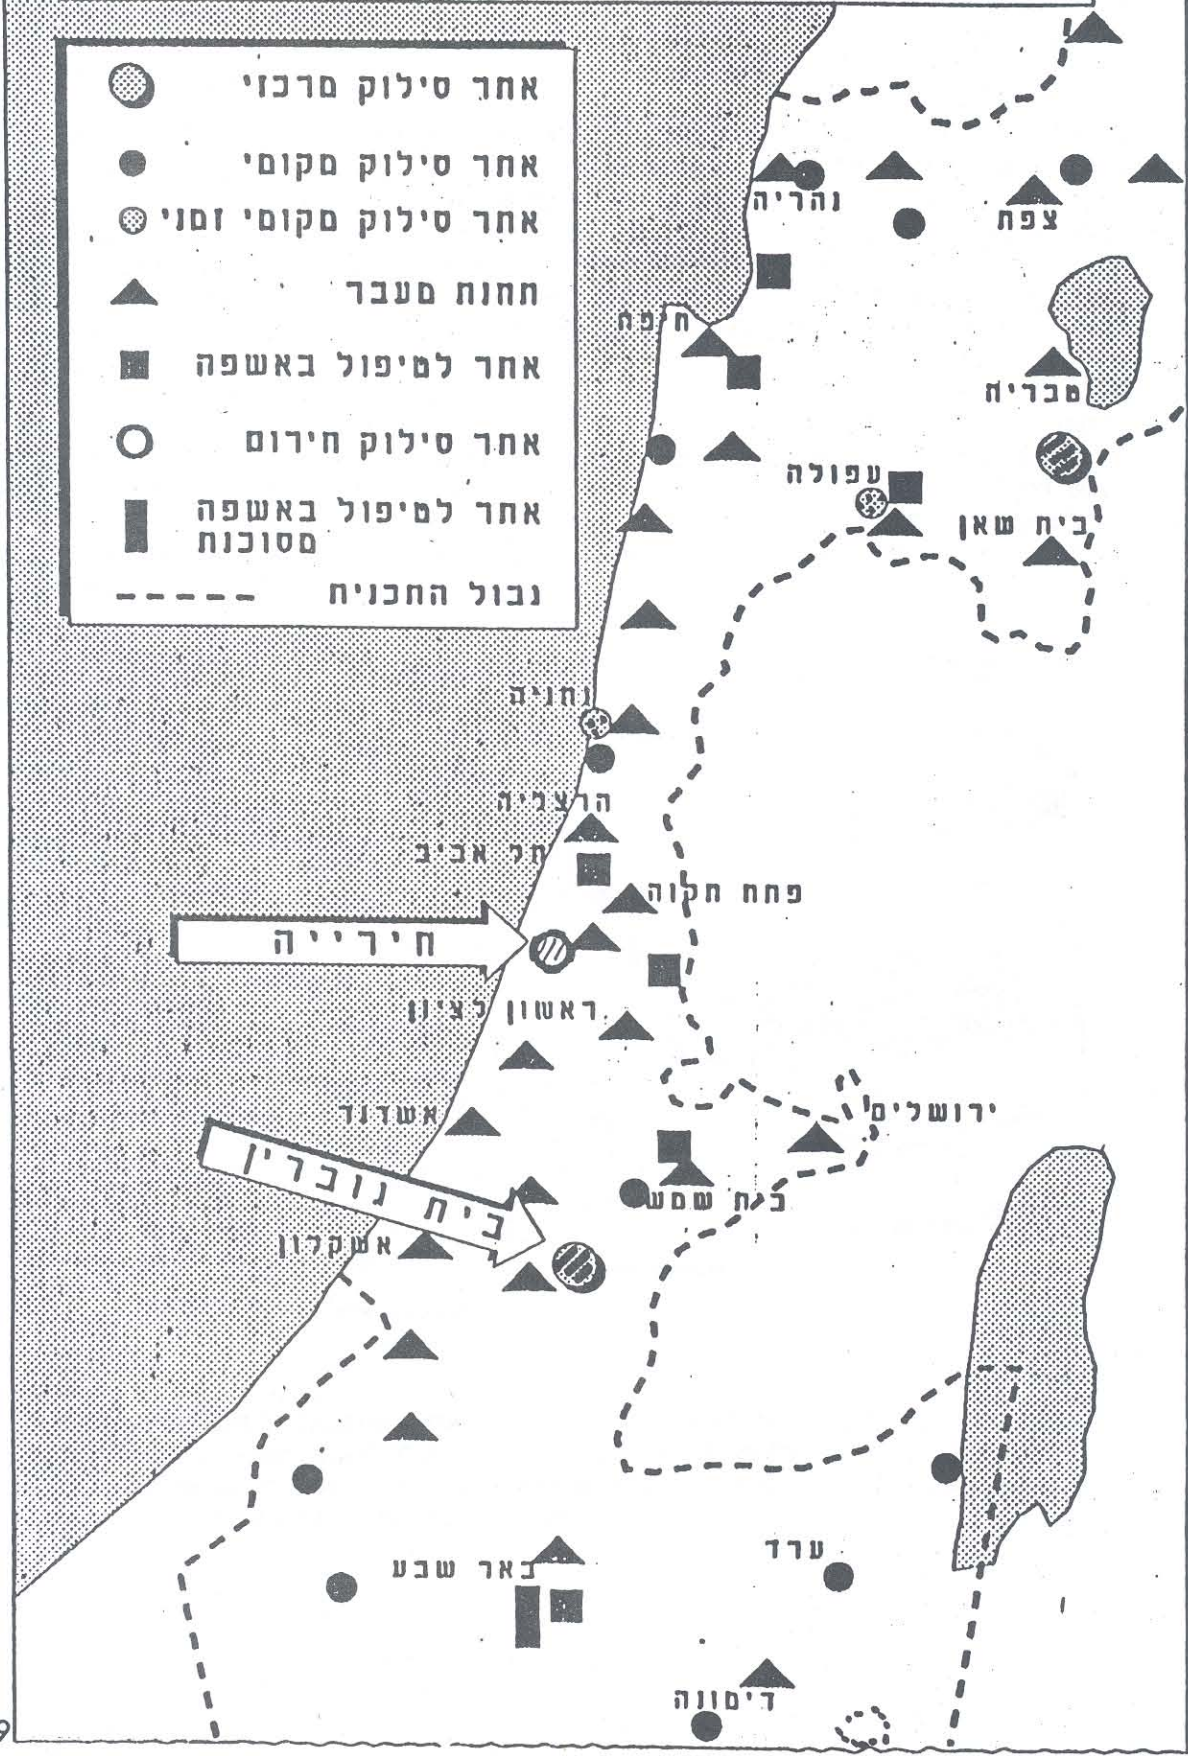 אתר סילוק מרכזי
אתר סילוק מקומי
אתר סילוק מקומי זמני
תחנת מעבר
אתר לטיפול באשפה
אתר סילוק חירום
אתר לטיפול באשפה
מסוכנת
גבול התכנית
נהריה
צפת
חיפה
טבריה
עפולה
בית שאן
נתניה
הרצליה
תל אביב
פתח תקוה
חירייה
ראשון לציון
אשדוד
ירושלים
בית שמש
בית גוברין
אשקלון
באר שבע
ערד
דימונה
9